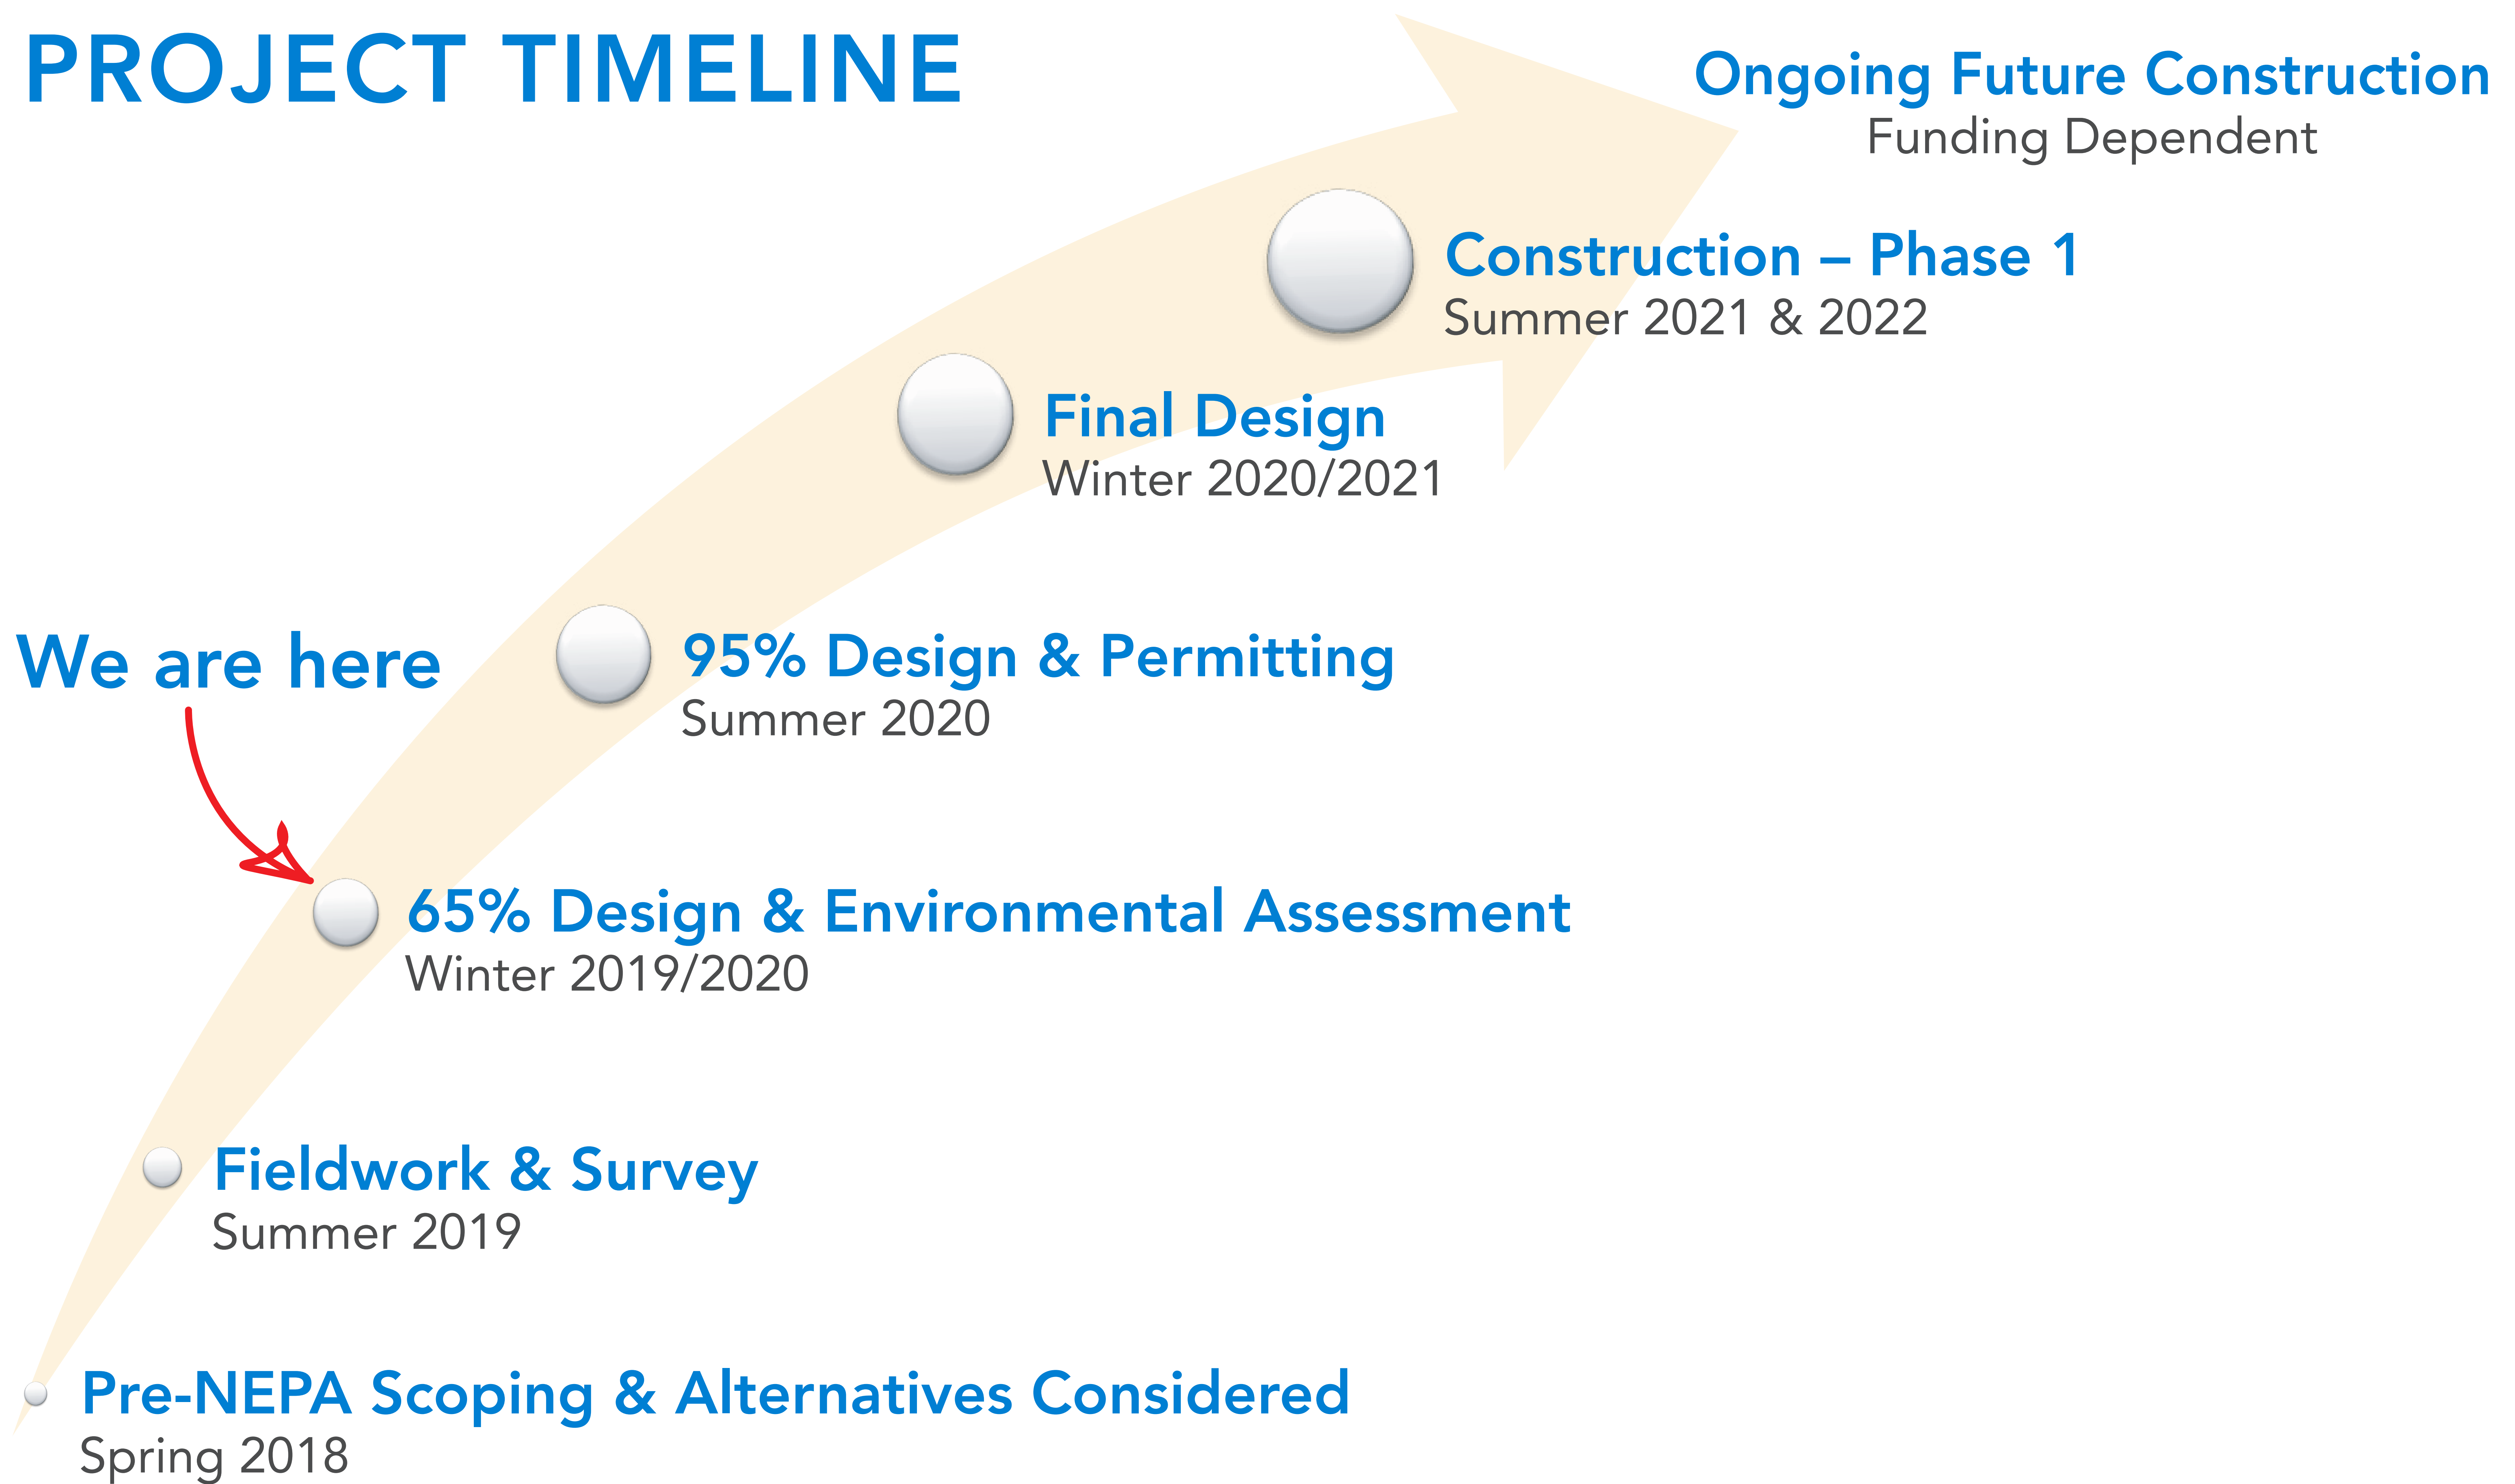 PROJECT TIMELINE
Ongoing Future Construction
Funding Dependent
Construction – Phase 1
Summer 2021 & 2022
Final Design
Winter 2020/2021
We are here
95% Design & Permitting
Summer 2020
65% Design & Environmental Assessment
Winter 2019/2020
Fieldwork & Survey
Summer 2019
Pre-NEPA Scoping & Alternatives Considered
Spring 2018